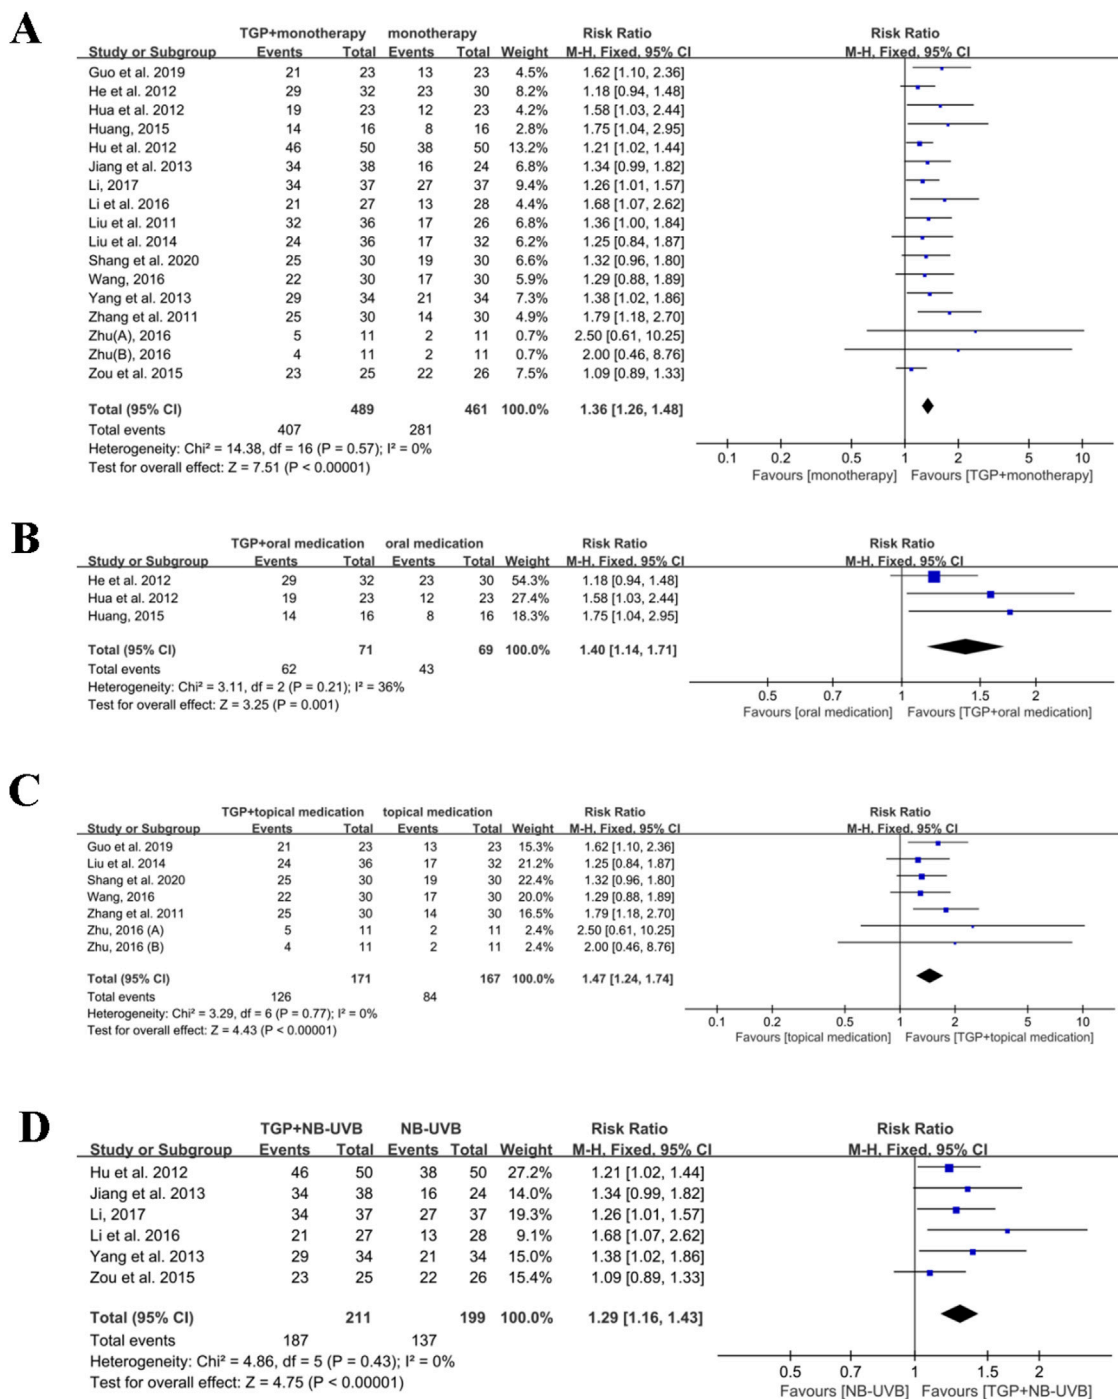 A
TGP+monotherapy monotherapy Risk Ratio Risk Ratio
Study or Subgroup Events Total Events Total Weight M-H, Fixed, 95% CI M-H, Fixed, 95% CI
Guo et al. 2019 21 23 13 23 4.5% 1.62 [1.10, 2.36]
He et al. 2012 29 32 23 30 8.2% 1.18 [0.94, 1.48]
Hua et al. 2012 19 23 12 23 4.2% 1.58 [1.03, 2.44]
Huang, 2015 14 16 8 16 2.8% 1.75 [1.04, 2.95]
Hu et al. 2012 46 50 38 50 13.2% 1.21 [1.02, 1.44]
Jiang et al. 2013 34 38 16 24 6.8% 1.34 [0.99, 1.82]
Li, 2017 34 37 27 37 9.4% 1.26 [1.01, 1.57]
Li et al. 2016 21 27 13 28 4.4% 1.68 [1.07, 2.62]
Liu et al. 2011 32 36 17 26 6.9% 1.36 [1.00, 1.84]
Liu et al. 2014 24 36 17 32 6.2% 1.25 [0.84, 1.87]
Shang et al. 2020 25 30 19 30 6.6% 1.32 [0.96, 1.80]
Wang, 2016 22 30 17 30 5.9% 1.29 [0.88, 1.89]
Yang et al. 2013 29 34 21 34 7.3% 1.38 [1.02, 1.86]
Zhang et al. 2011 25 30 14 30 4.9% 1.79 [1.18, 2.70]
Zhu(A), 2016 5 11 2 11 0.7% 2.50 [0.61, 10.25]
Zhu(B), 2016 4 11 2 11 0.7% 2.00 [0.46, 8.76]
Zou et al. 2015 23 25 22 26 7.5% 1.09 [0.89, 1.33]
Total (95% CI) 489 461 100.0% 1.36 [1.26, 1.48]
Total events 407 281
Heterogeneity: Chi² = 14.38, df = 16 (P = 0.57); I² = 0%
Test for overall effect: Z = 7.51 (P < 0.00001)
0.1 0.2 0.5 1 2 5 10
Favours [monotherapy] Favours [TGP+monotherapy]
B
TGP+oral medication oral medication Risk Ratio Risk Ratio
Study or Subgroup Events Total Events Total Weight M-H, Fixed, 95% CI M-H, Fixed, 95% CI
He et al. 2012 29 32 23 30 54.3% 1.18 [0.94, 1.48]
Hua et al. 2012 19 23 12 23 27.4% 1.58 [1.03, 2.44]
Huang, 2015 14 16 8 16 18.3% 1.75 [1.04, 2.95]
Total (95% CI) 71 69 100.0% 1.40 [1.14, 1.71]
Total events 62 43
Heterogeneity: Chi² = 3.11, df = 2 (P = 0.21); I² = 36%
Test for overall effect: Z = 3.25 (P = 0.001)
0.5 0.7 1 1.5 2
Favours [oral medication] Favours [TGP+oral medication]
C
TGP+topical medication topical medication Risk Ratio Risk Ratio
Study or Subgroup Events Total Events Total Weight M-H, Fixed, 95% CI M-H, Fixed, 95% CI
Guo et al. 2019 21 23 13 23 15.3% 1.62 [1.10, 2.36]
Liu et al. 2014 24 36 17 32 21.2% 1.25 [0.84, 1.87]
Shang et al. 2020 25 30 19 30 22.4% 1.32 [0.96, 1.80]
Wang, 2016 22 30 17 30 20.0% 1.29 [0.88, 1.89]
Zhang et al. 2011 25 30 14 30 16.5% 1.79 [1.18, 2.70]
Zhu, 2016 (A) 5 11 2 11 2.4% 2.50 [0.61, 10.25]
Zhu, 2016 (B) 4 11 2 11 2.4% 2.00 [0.46, 8.76]
Total (95% CI) 171 167 100.0% 1.47 [1.24, 1.74]
Total events 126 84
Heterogeneity: Chi² = 3.29, df = 6 (P = 0.77); I² = 0%
Test for overall effect: Z = 4.43 (P < 0.00001)
0.1 0.2 0.5 1 2 5 10
Favours [topical medication] Favours [TGP+topical medication]
D
TGP+NB-UVB NB-UVB Risk Ratio Risk Ratio
Study or Subgroup Events Total Events Total Weight M-H, Fixed, 95% CI M-H, Fixed, 95% CI
Hu et al. 2012 46 50 38 50 27.2% 1.21 [1.02, 1.44]
Jiang et al. 2013 34 38 16 24 14.0% 1.34 [0.99, 1.82]
Li, 2017 34 37 27 37 19.3% 1.26 [1.01, 1.57]
Li et al. 2016 21 27 13 28 9.1% 1.68 [1.07, 2.62]
Yang et al. 2013 29 34 21 34 15.0% 1.38 [1.02, 1.86]
Zou et al. 2015 23 25 22 26 15.4% 1.09 [0.89, 1.33]
Total (95% CI) 211 199 100.0% 1.29 [1.16, 1.43]
Total events 187 137
Heterogeneity: Chi² = 4.86, df = 5 (P = 0.43); I² = 0%
Test for overall effect: Z = 4.75 (P < 0.00001)
0.5 0.7 1 1.5 2
Favours [NB-UVB] Favours [TGP+NB-UVB]